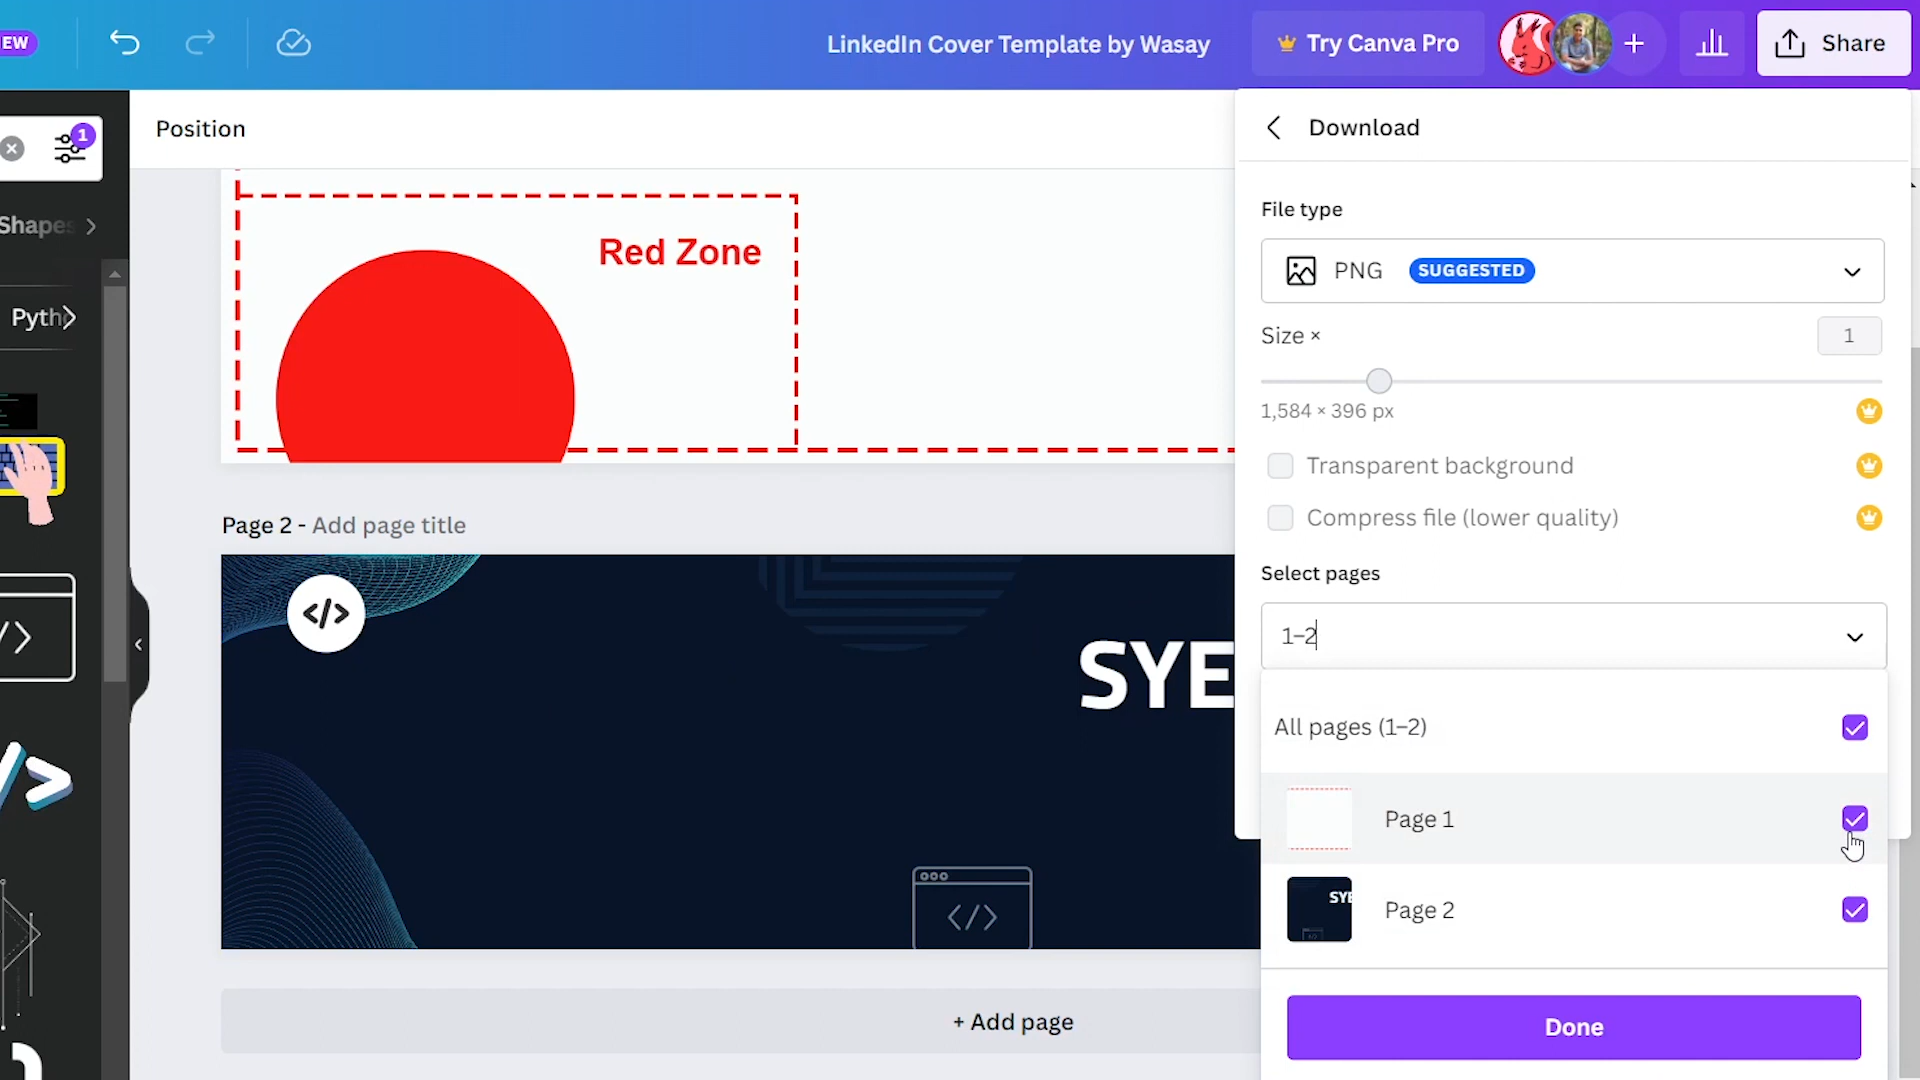 EW
LinkedIn Cover Template by Wasay
Try Canva Pro
Share
1
Position
Download
Shapes
File type
Red Zone
PNG
SUGGESTED
Size ×
1
1,584 × 396 px
Transparent background
Compress file (lower quality)
Page 2 - Add page title
Select pages
</>
1–2
SYE
All pages (1–2)
Page 1
SYE
Page 2
</>
+ Add page
Done